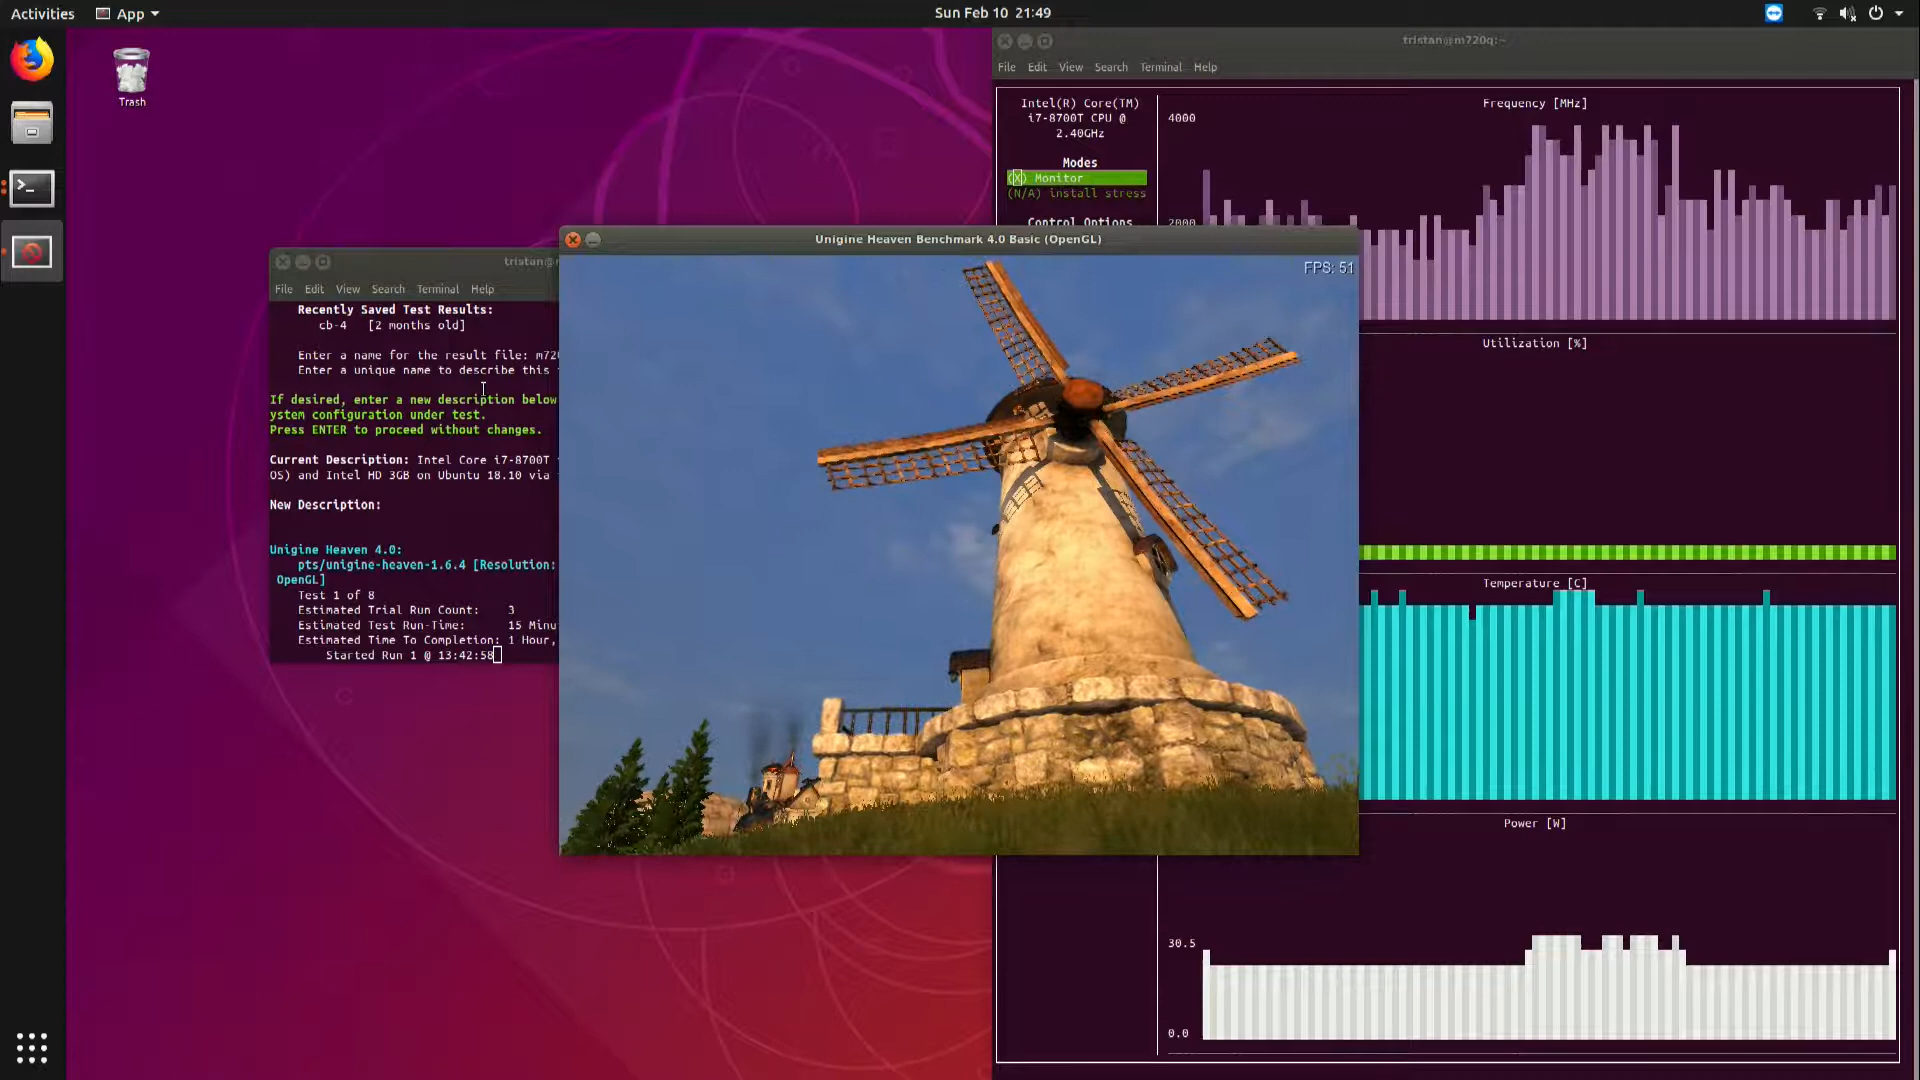 Activities
App
Sun Feb 10 21:49
Trash
tristan@m720q:~
File Edit View Search Terminal Help
Intel(R) Core(TM)
i7-8700T CPU @
2.40GHz
Modes
(X) Monitor
(N/A) install stress
Control Options
Frequency [MHz]
4000
2000
Utilization [%]
Temperature [C]
Power [W]
30.5
0.0
Unigine Heaven Benchmark 4.0 Basic (OpenGL)
FPS: 51
tristan@m
File Edit View Search Terminal Help
Recently Saved Test Results:
cb-4 [2 months old]
Enter a name for the result file: m720
Enter a unique name to describe this
If desired, enter a new description below
ystem configuration under test.
Press ENTER to proceed without changes.
Current Description: Intel Core i7-8700T
OS) and Intel HD 3GB on Ubuntu 18.10 via
New Description:
Unigine Heaven 4.0:
pts/unigine-heaven-1.6.4 [Resolution:
OpenGL]
Test 1 of 8
Estimated Trial Run Count: 3
Estimated Test Run-Time: 15 Minu
Estimated Time To Completion: 1 Hour,
Started Run 1 @ 13:42:58